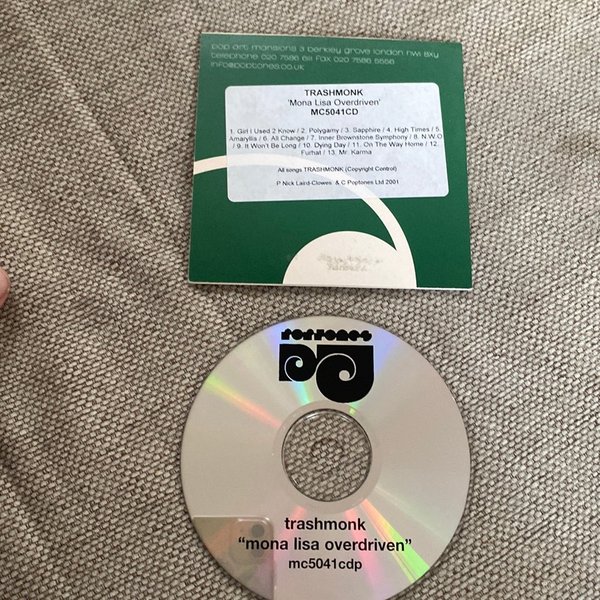 pop art mansions 3 berkley grove london nw1 8xy
telephone 020 7586 611 fax 020 7586 5558
info@poptones.co.uk
TRASHMONK
'Mona Lisa Overdriven'
MC5041CD
1. Girl I Used 2 Know / 2. Polygamy / 3. Sapphire / 4. High Times / 5.
Amaryllis / 6. All Change / 7. Inner Brownstone Symphony / 8. N.W.O
/ 9. It Won't Be Long / 10. Dying Day / 11. On The Way Home / 12.
Furhat / 13. Mr. Karma
All songs TRASHMONK (Copyright Control)
P Nick Laird-Clowes & C Poptones Ltd 2001
poptones
trashmonk
“mona lisa overdriven”
mc5041cdp